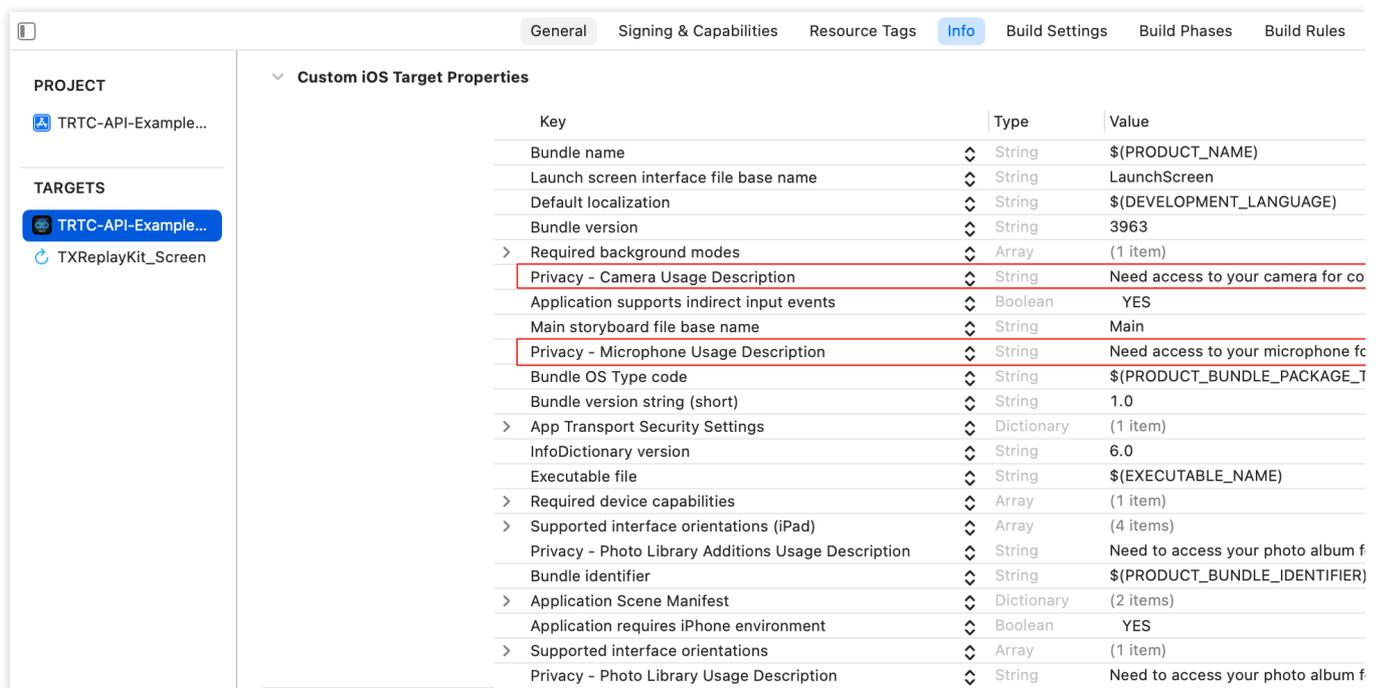 General Signing & Capabilities Resource Tags Info Build Settings Build Phases Build Rules
PROJECT
TRTC-API-Example...
TARGETS
TRTC-API-Example...
TXReplayKit_Screen
Custom iOS Target Properties
Key Type Value
Bundle name String $(PRODUCT_NAME)
Launch screen interface file base name String LaunchScreen
Default localization String $(DEVELOPMENT_LANGUAGE)
Bundle version String 3963
Required background modes Array (1 item)
Privacy - Camera Usage Description String Need access to your camera for co
Application supports indirect input events Boolean YES
Main storyboard file base name String Main
Privacy - Microphone Usage Description String Need access to your microphone fo
Bundle OS Type code String $(PRODUCT_BUNDLE_PACKAGE_T
Bundle version string (short) String 1.0
App Transport Security Settings Dictionary (1 item)
InfoDictionary version String 6.0
Executable file String $(EXECUTABLE_NAME)
Required device capabilities Array (1 item)
Supported interface orientations (iPad) Array (4 items)
Privacy - Photo Library Additions Usage Description String Need to access your photo album f
Bundle identifier String $(PRODUCT_BUNDLE_IDENTIFIER)
Application Scene Manifest Dictionary (2 items)
Application requires iPhone environment Boolean YES
Supported interface orientations Array (1 item)
Privacy - Photo Library Usage Description String Need to access your photo album f